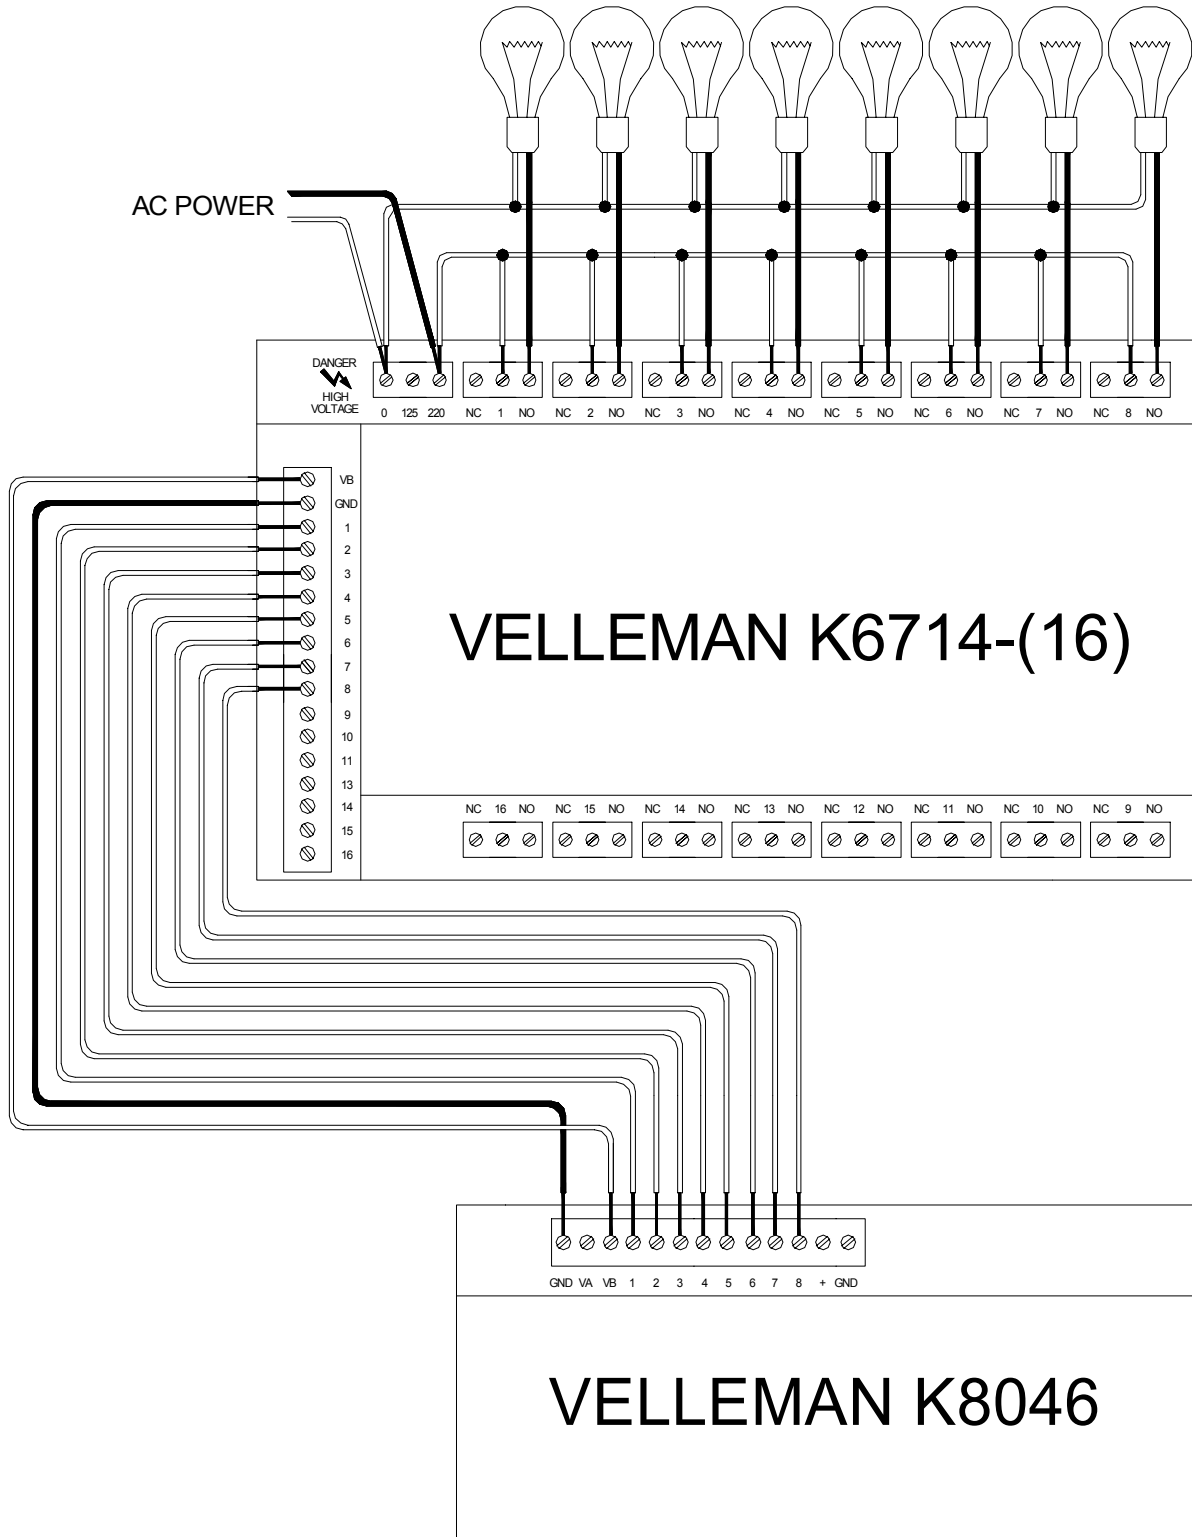 AC POWER
DANGER
HIGH
VOLTAGE
0 125 220 NC 1 NO NC 2 NO NC 3 NO NC 4 NO NC 5 NO NC 6 NO NC 7 NO NC 8 NO
VB
GND
1
2
3
4
5
6
7
8
9
10
11
13
14
15
16
VELLEMAN K6714-(16)
NC 16 NO NC 15 NO NC 14 NO NC 13 NO NC 12 NO NC 11 NO NC 10 NO NC 9 NO
GND VA VB 1 2 3 4 5 6 7 8 + GND
VELLEMAN K8046